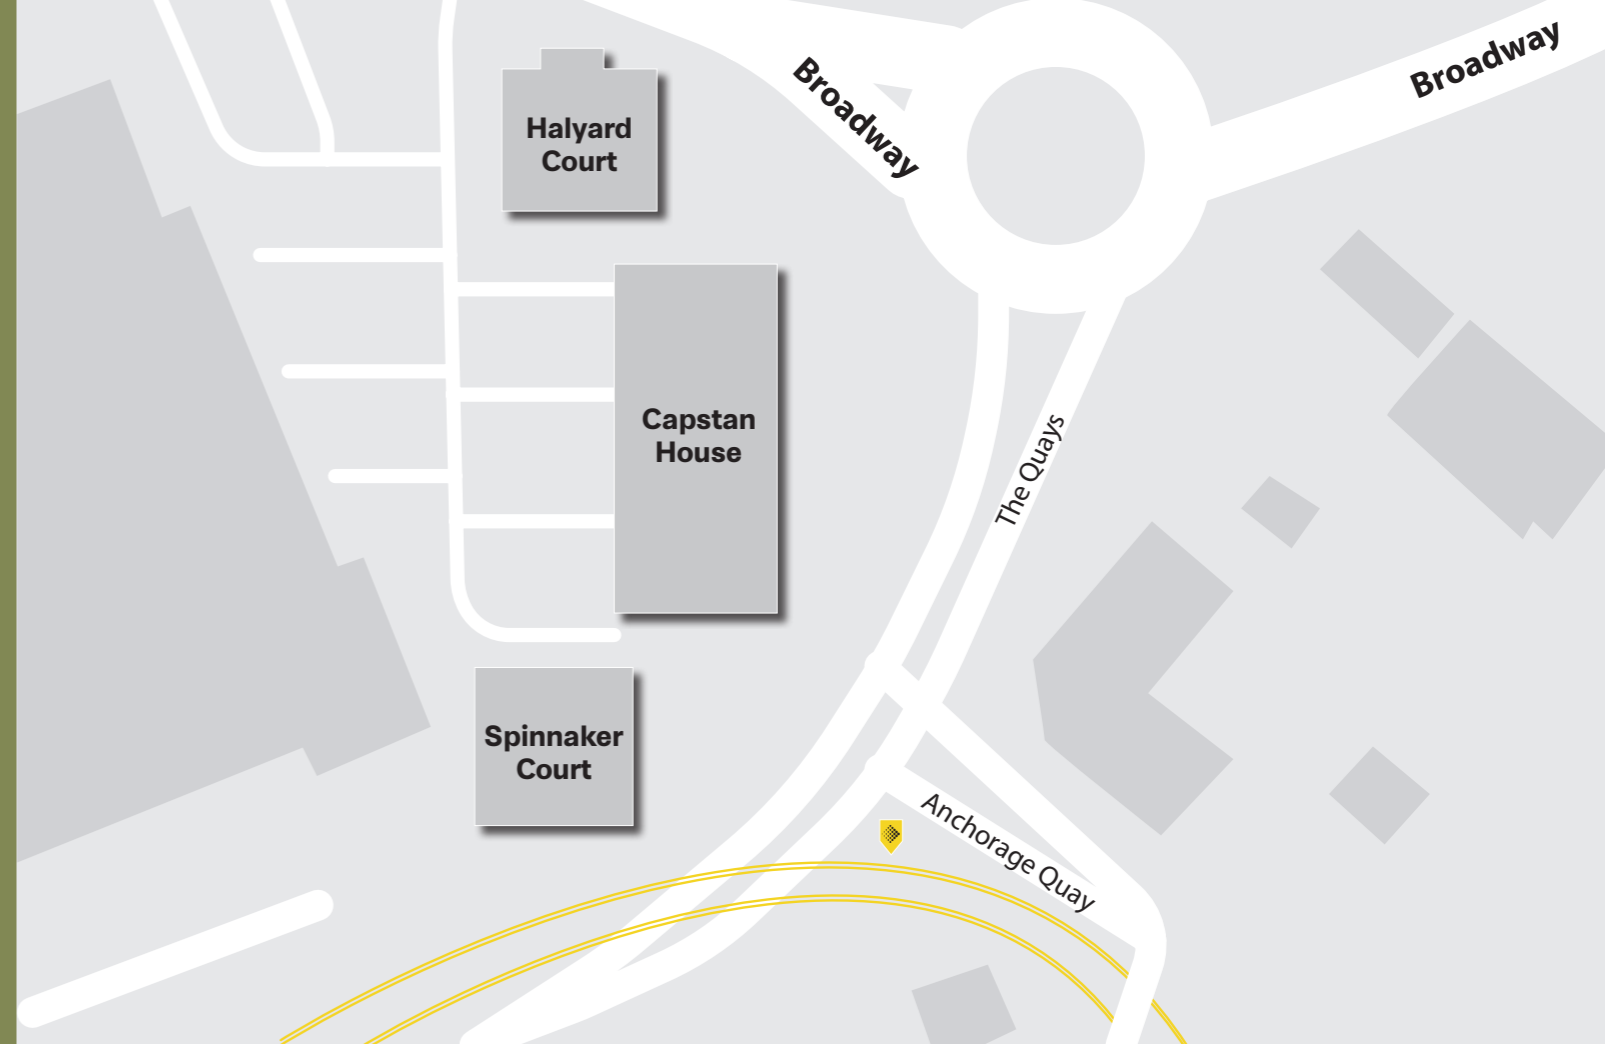 Broadway
Broadway
Halyard
Court
Capstan
House
The Quays
Spinnaker
Court
Anchorage Quay